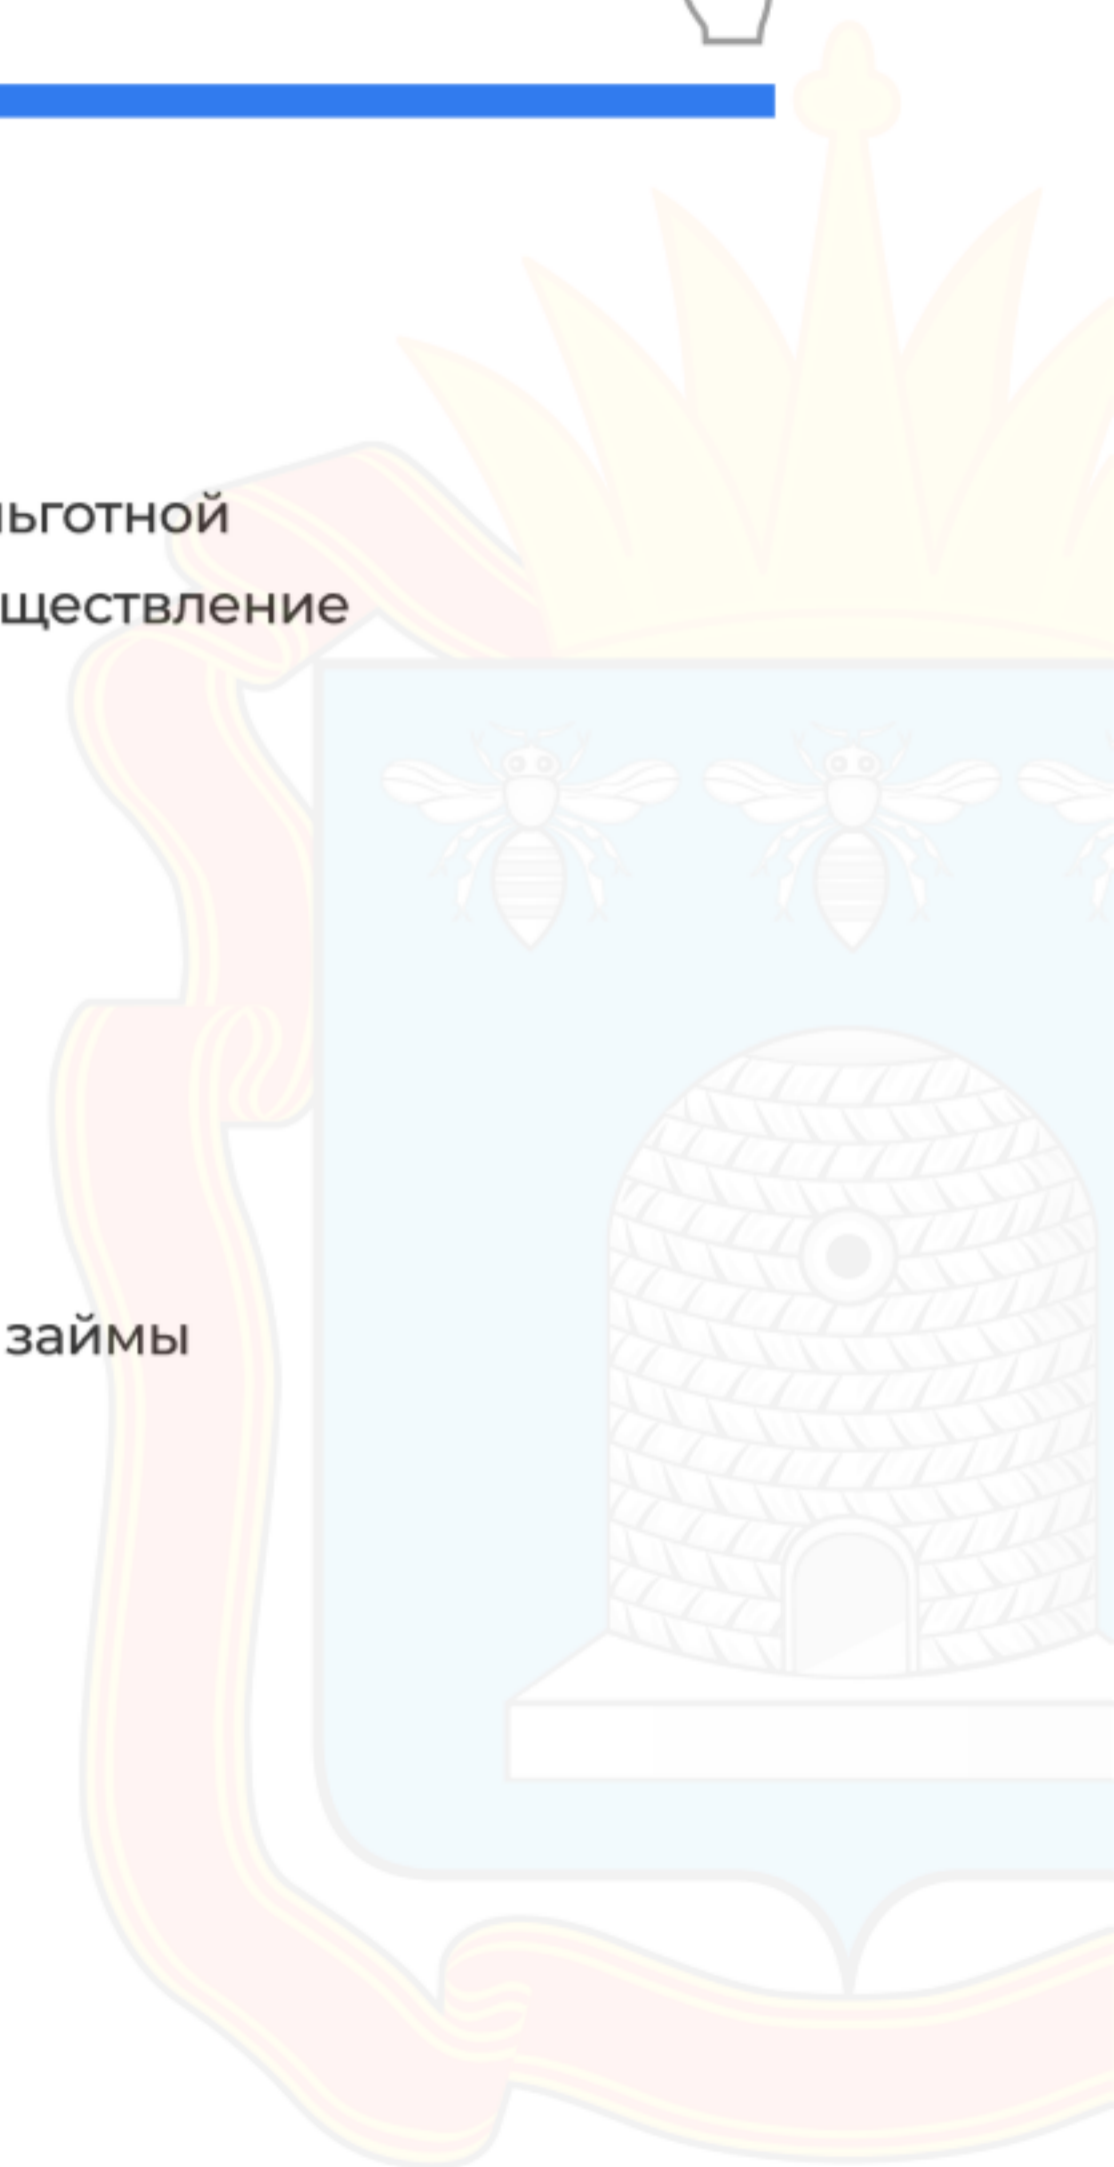 льготной
ществление
займы